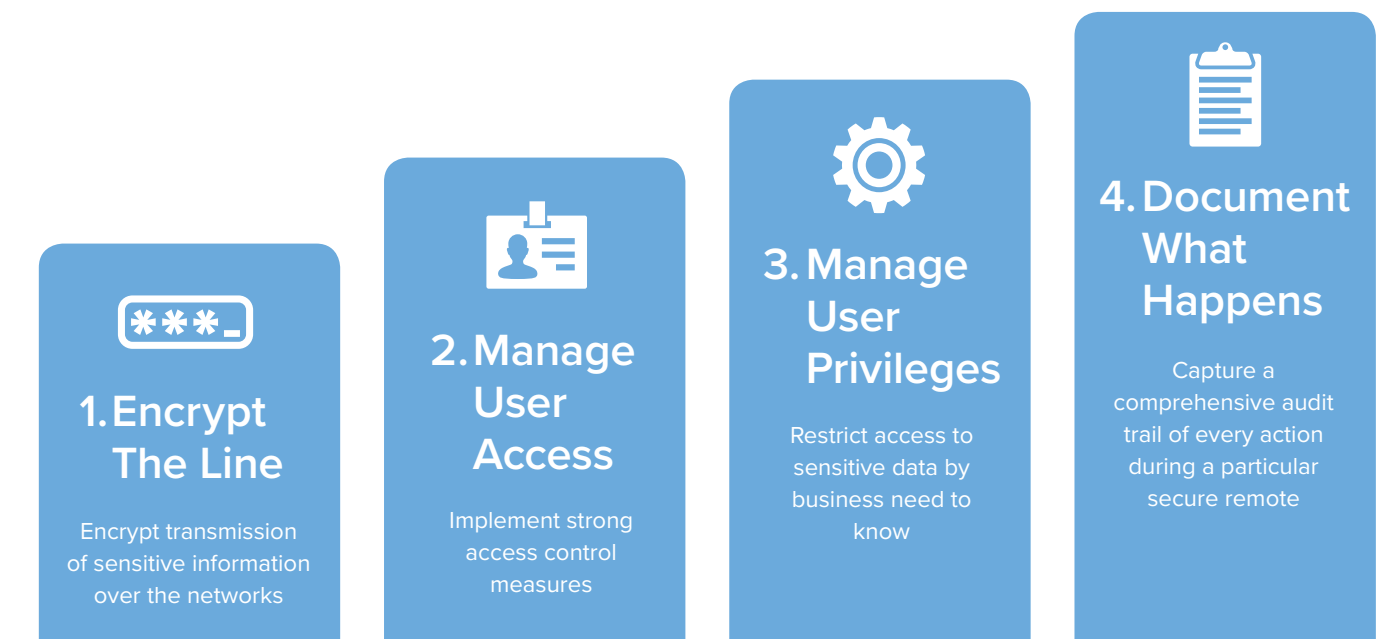 1. Encrypt
The Line
Encrypt transmission
of sensitive information
over the networks
2. Manage
User
Access
Implement strong
access control
measures
3. Manage
User
Privileges
Restrict access to
sensitive data by
business need to
know
4. Document
What
Happens
Capture a
comprehensive audit
trail of every action
during a particular
secure remote